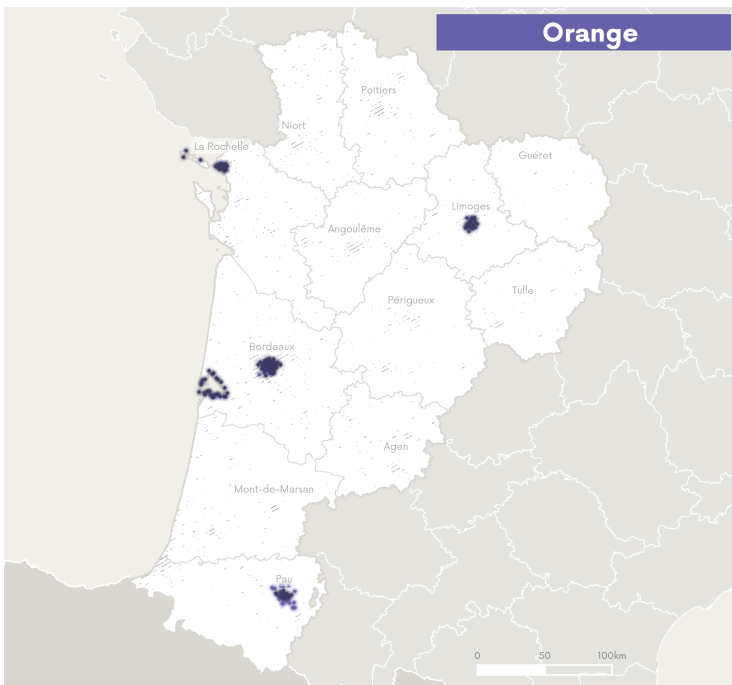 Orange
Poitiers
Niort
La Rochelle
Guéret
Limoges
Angoulême
Tulle
Périgueux
Bordeaux
Agen
Mont-de-Marsan
Pau
0 50 100km